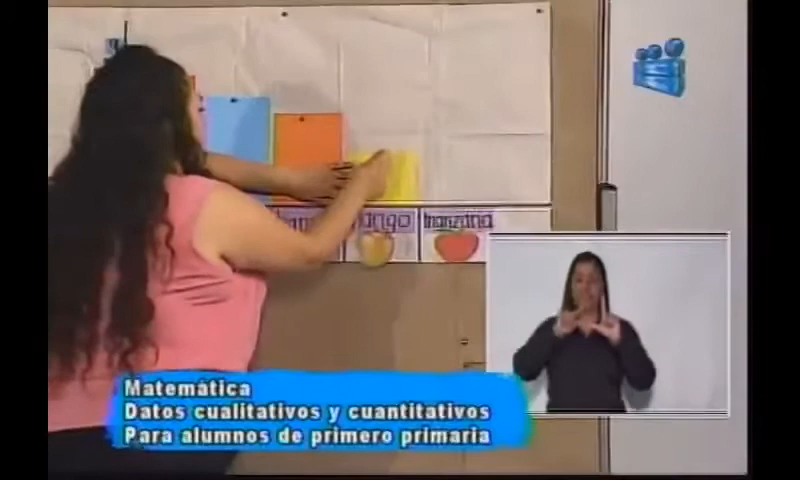 mango manzana
Matemática
Datos cualitativos y cuantitativos
Para alumnos de primero primaria